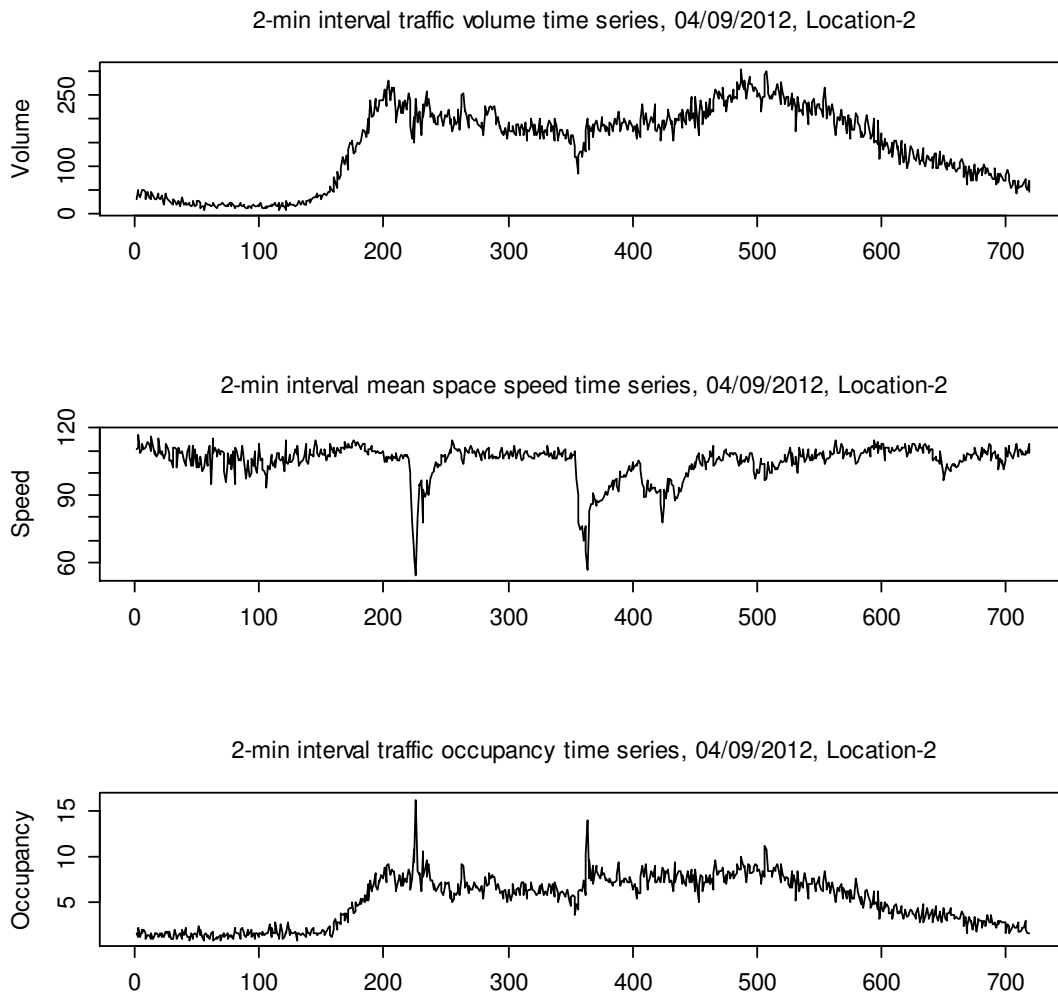 2-min interval traffic volume time series, 04/09/2012, Location-2
Volume
250
100
0
0 100 200 300 400 500 600 700
2-min interval mean space speed time series, 04/09/2012, Location-2
Speed
120
90
60
0 100 200 300 400 500 600 700
2-min interval traffic occupancy time series, 04/09/2012, Location-2
Occupancy
15
10
5
0 100 200 300 400 500 600 700